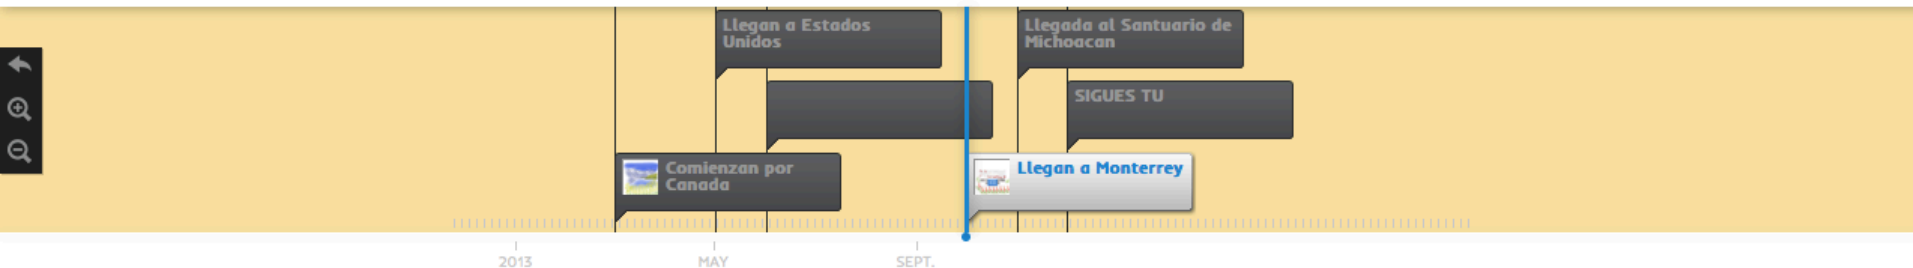 Llegan a Estados
Unidos
Llegada al Santuario de
Michoacan
SIGUES TU
Comienzan por
Canada
Llegan a Monterrey
2013
MAY
SEPT.